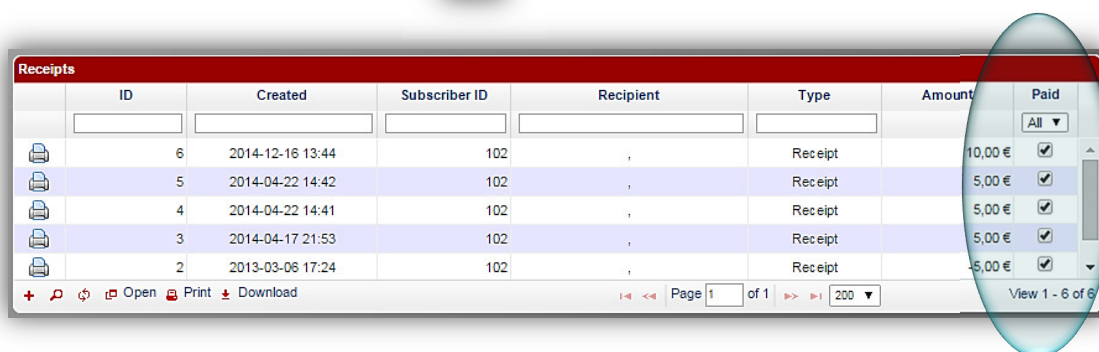 Receipts
ID Created Subscriber ID Recipient Type Amount Paid
All ▼
6 2014-12-16 13:44 102 , Receipt 10,00 €
5 2014-04-22 14:42 102 , Receipt 5,00 €
4 2014-04-22 14:41 102 , Receipt 5,00 €
3 2014-04-17 21:53 102 , Receipt 5,00 €
2 2013-03-06 17:24 102 , Receipt -5,00 €
Open Print Download Page 1 of 1 200 ▼ View 1 - 6 of 6